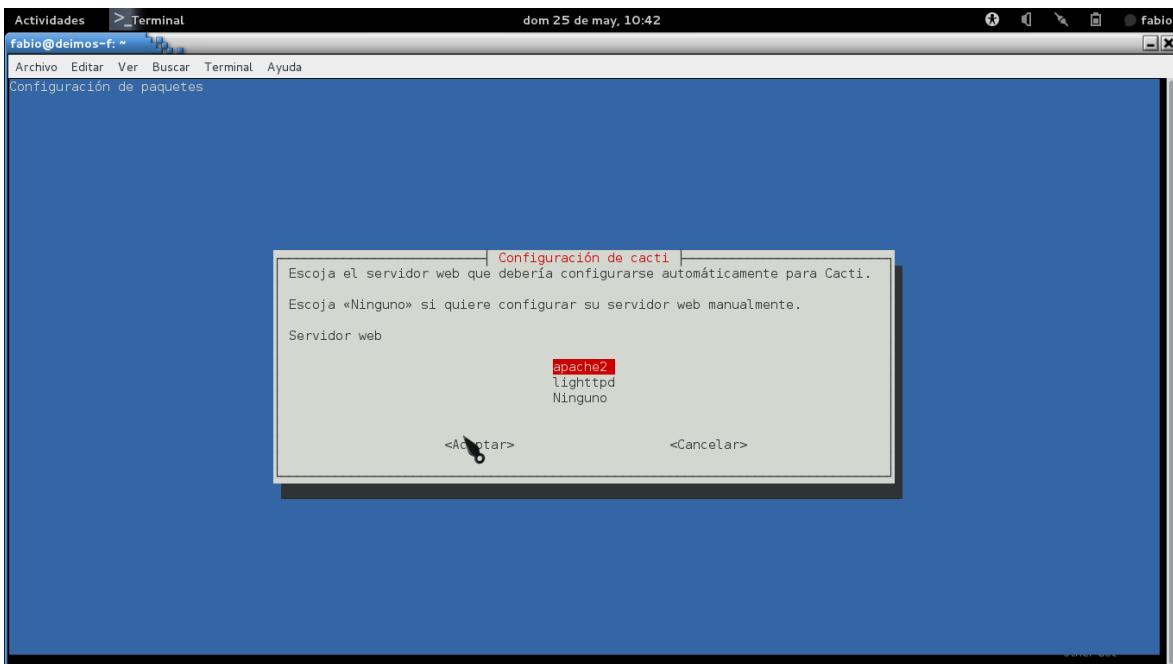 Actividades >_Terminal dom 25 de may, 10:42 fabio
fabio@deimos-f: ~
Archivo Editar Ver Buscar Terminal Ayuda
Configuración de paquetes
Configuración de cacti
Escoja el servidor web que debería configurarse automáticamente para Cacti.
Escoja «Ninguno» si quiere configurar su servidor web manualmente.
Servidor web
apache2
lighttpd
Ninguno
<Aceptar> <Cancelar>